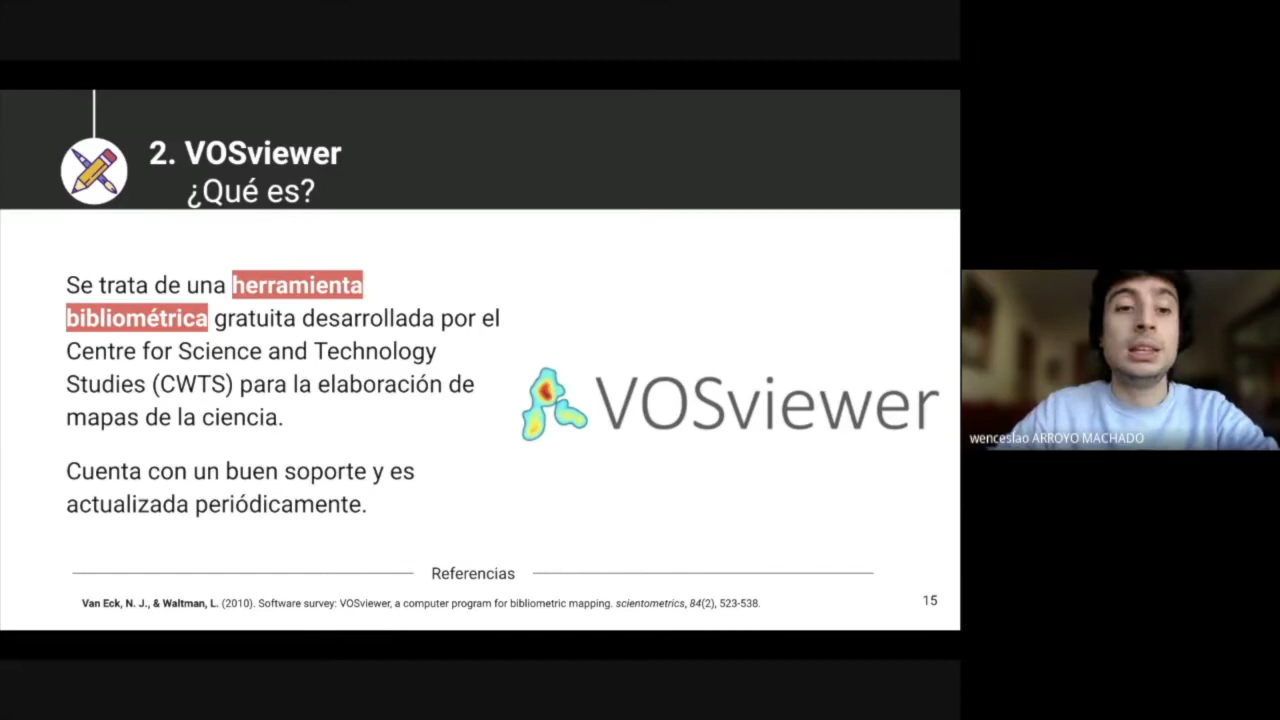 2. VOSviewer
¿Qué es?
Se trata de una herramienta
bibliométrica gratuita desarrollada por el
Centre for Science and Technology
Studies (CWTS) para la elaboración de
mapas de la ciencia.
Cuenta con un buen soporte y es
actualizada periódicamente.
VOSviewer
wenceslao ARROYO MACHADO
Referencias
Van Eck, N. J., & Waltman, L. (2010). Software survey: VOSviewer, a computer program for bibliometric mapping. scientometrics, 84(2), 523-538.
15